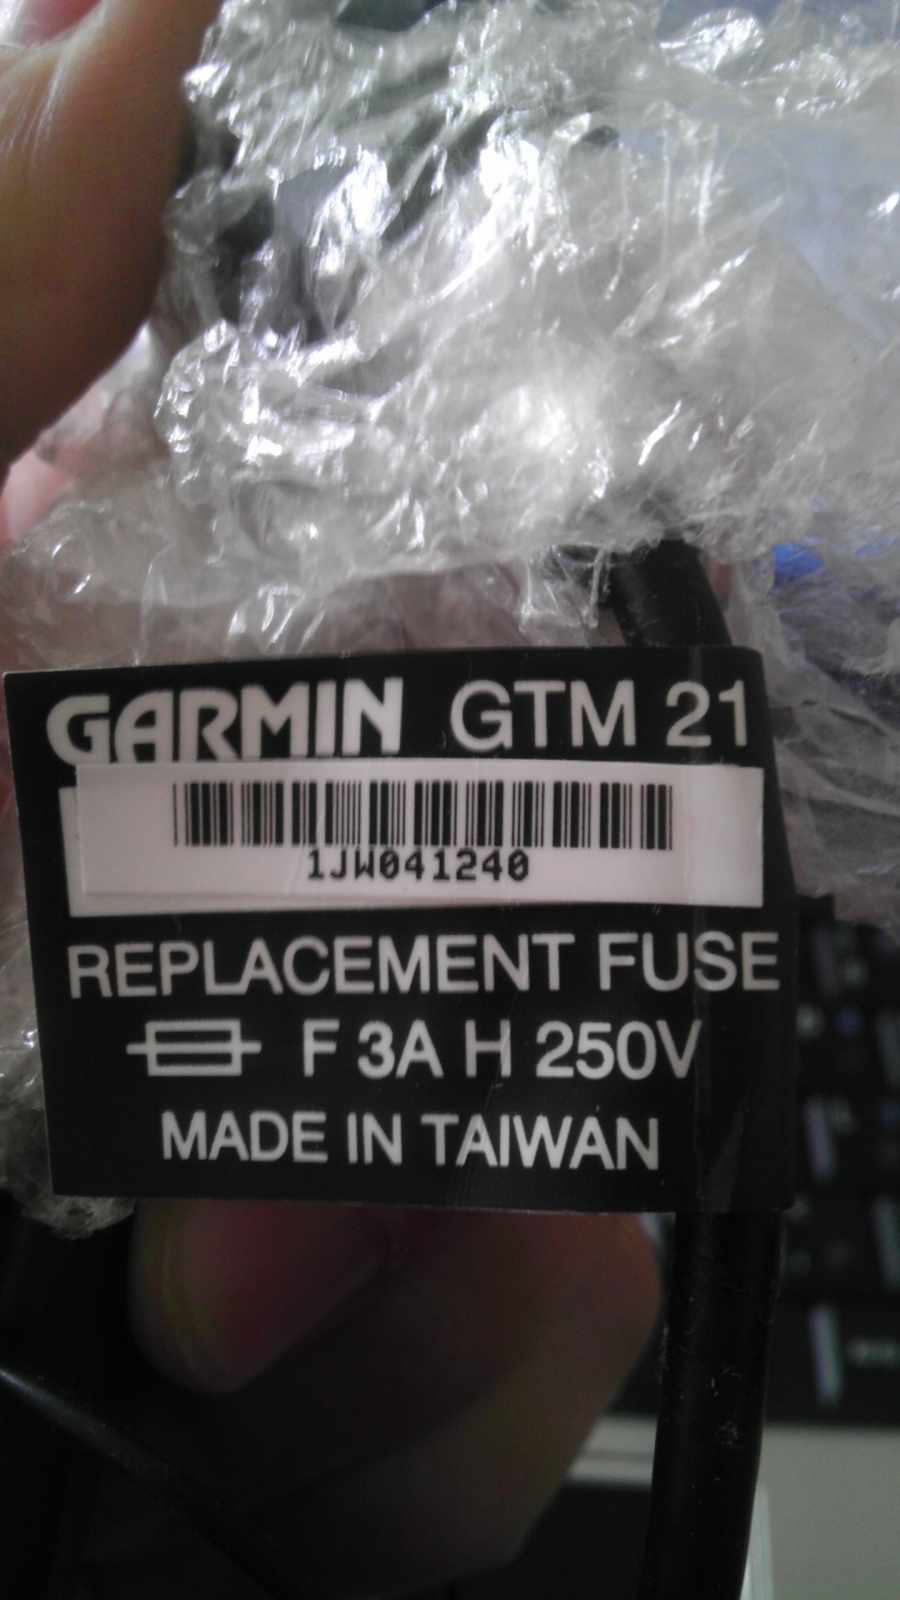 GARMIN GTM 21
1JW041240
REPLACEMENT FUSE
F 3A H 250V
MADE IN TAIWAN